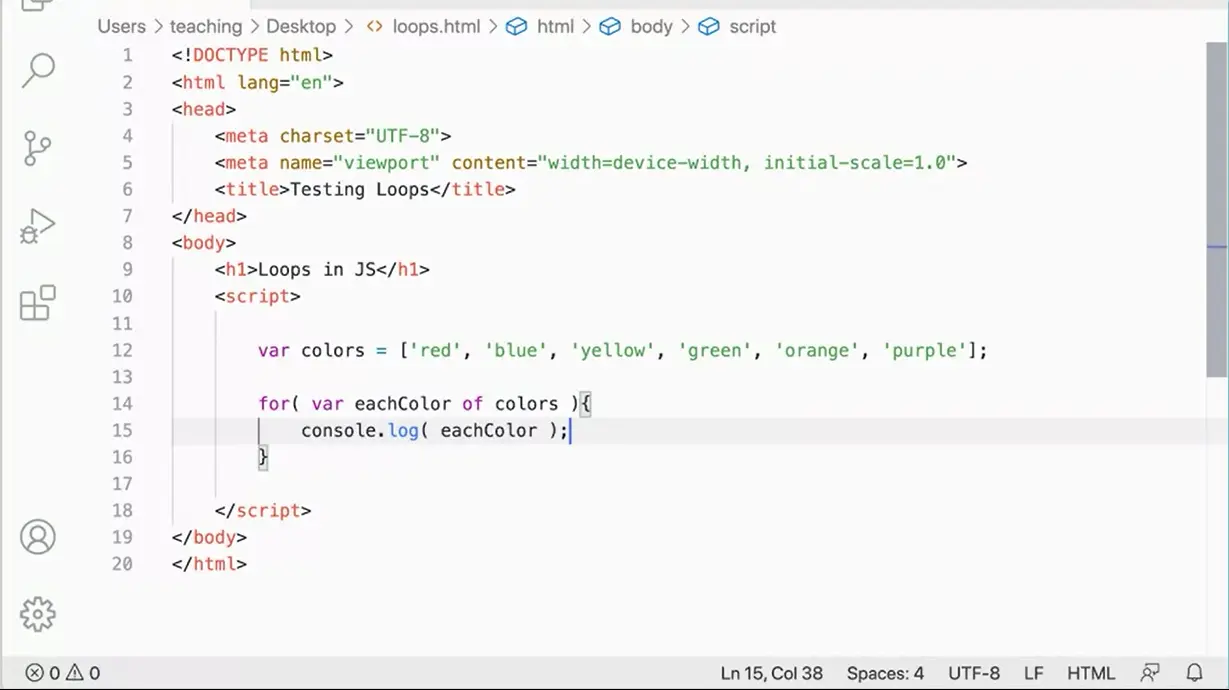 Users > teaching > Desktop > <> loops.html > html > body > script
1 <!DOCTYPE html>
2 <html lang="en">
3 <head>
4     <meta charset="UTF-8">
5     <meta name="viewport" content="width=device-width, initial-scale=1.0">
6     <title>Testing Loops</title>
7 </head>
8 <body>
9     <h1>Loops in JS</h1>
10     <script>
11
12         var colors = ['red', 'blue', 'yellow', 'green', 'orange', 'purple'];
13
14         for( var eachColor of colors ){
15             console.log( eachColor );
16         }
17
18     </script>
19 </body>
20 </html>
0 0 Ln 15, Col 38 Spaces: 4 UTF-8 LF HTML